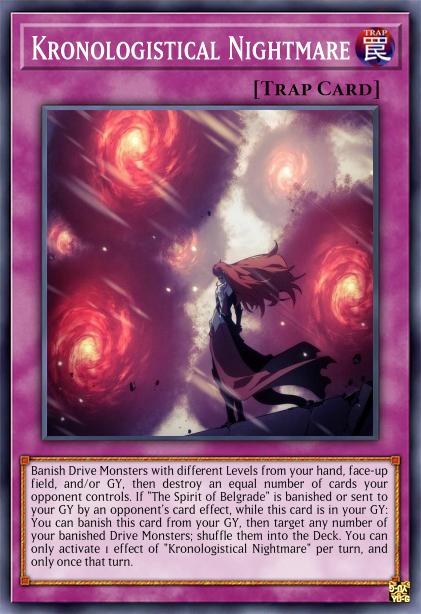 Kronologistical Nightmare
TRAP
罠
[Trap Card]
Banish Drive Monsters with different Levels from your hand, face-up
field, and/or GY, then destroy an equal number of cards your
opponent controls. If "The Spirit of Belgrade" is banished or sent to
your GY by an opponent's card effect, while this card is in your GY:
You can banish this card from your GY, then target any number of
your banished Drive Monsters; shuffle them into the Deck. You can
only activate 1 effect of "Kronologistical Nightmare" per turn, and
only once that turn.